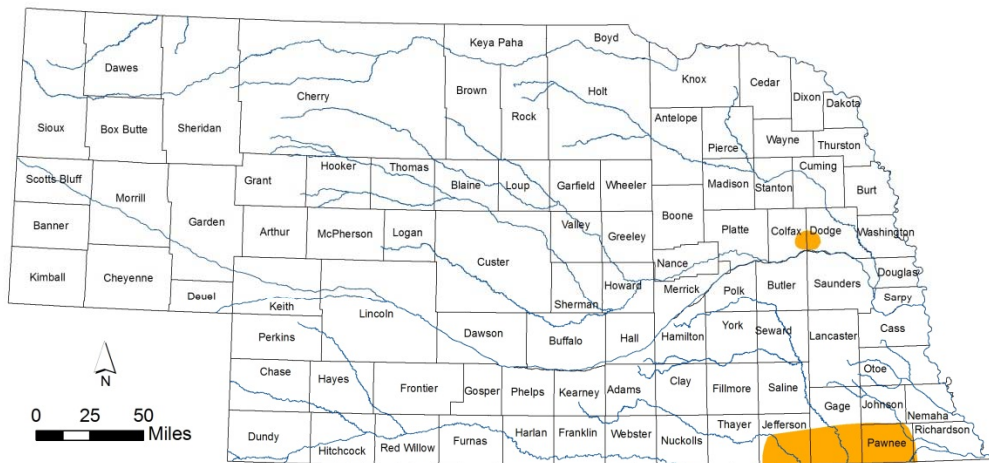 Keya Paha
Boyd
Dawes
Knox
Cedar
Cherry
Brown
Holt
Dixon
Dakota
Rock
Antelope
Sioux
Box Butte
Sheridan
Pierce
Wayne
Thurston
Cuming
Hooker
Thomas
Scotts Bluff
Grant
Blaine
Loup
Garfield
Wheeler
Madison
Stanton
Burt
Morrill
Garden
Boone
Banner
Arthur
McPherson
Logan
Valley
Greeley
Platte
Colfax
Dodge
Washington
Custer
Nance
Kimball
Cheyenne
Douglas
Howard
Merrick
Polk
Butler
Saunders
Deuel
Keith
Sherman
Sarpy
Lincoln
Perkins
Dawson
Buffalo
Hall
Hamilton
York
Seward
Lancaster
Cass
Otoe
Chase
Hayes
Frontier
Gosper
Phelps
Kearney
Adams
Clay
Fillmore
Saline
Gage
Johnson
Nemaha
Dundy
Hitchcock
Red Willow
Furnas
Harlan
Franklin
Webster
Nuckolls
Thayer
Jefferson
Pawnee
Richardson
N
0 25 50
Miles